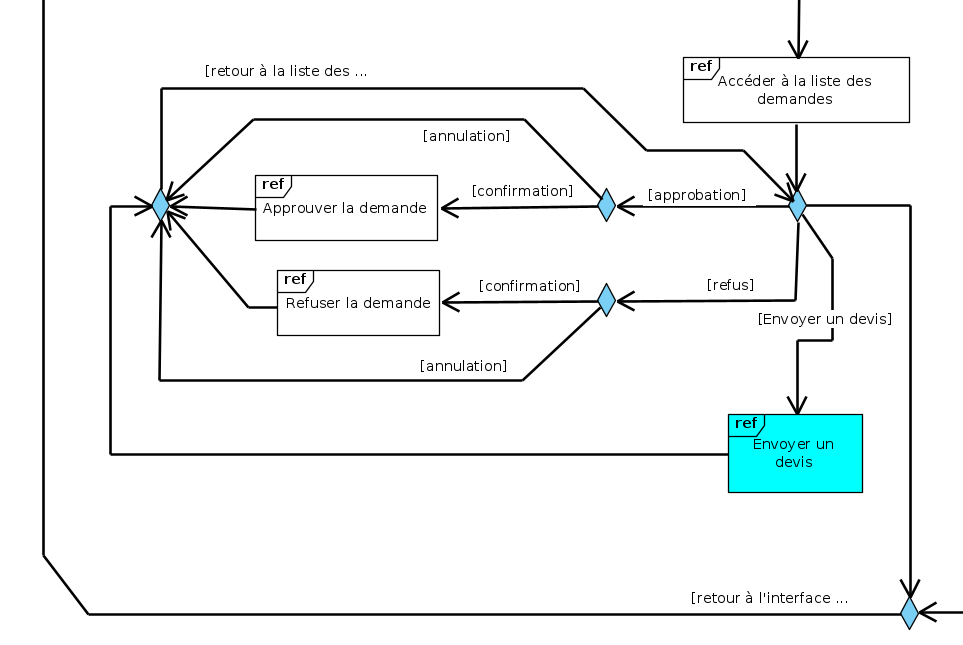 ref
Accéder à la liste des
demandes
[retour à la liste des ...
[annulation]
ref
Approuver la demande
[confirmation]
[approbation]
ref
Refuser la demande
[confirmation]
[refus]
[Envoyer un devis]
[annulation]
ref
Envoyer un
devis
[retour à l'interface ...